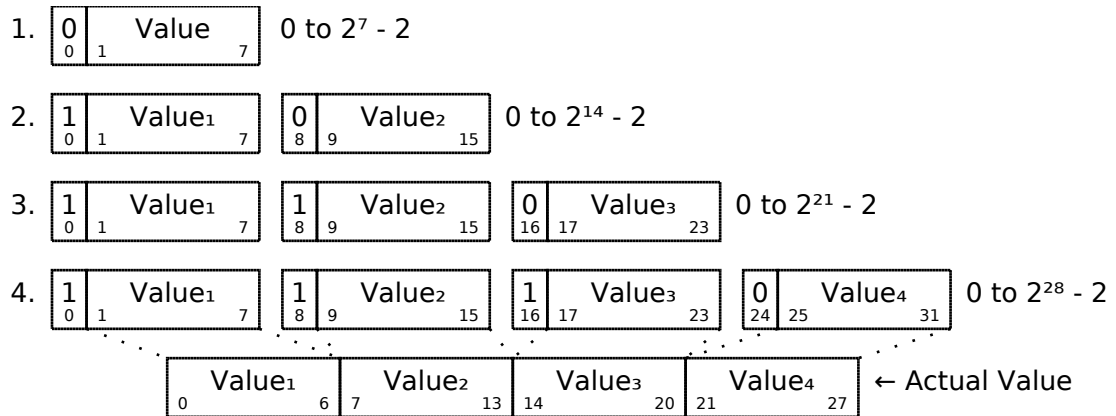 1. 0 Value 0 to 2⁷ - 2
0 1 7
2. 1 Value₁ 0 Value₂ 0 to 2¹⁴ - 2
0 1 7 8 9 15
3. 1 Value₁ 1 Value₂ 0 Value₃ 0 to 2²¹ - 2
0 1 7 8 9 15 16 17 23
4. 1 Value₁ 1 Value₂ 1 Value₃ 0 Value₄ 0 to 2²⁸ - 2
0 1 7 8 9 15 16 17 23 24 25 31
Value₁ Value₂ Value₃ Value₄ ← Actual Value
0 6 7 13 14 20 21 27